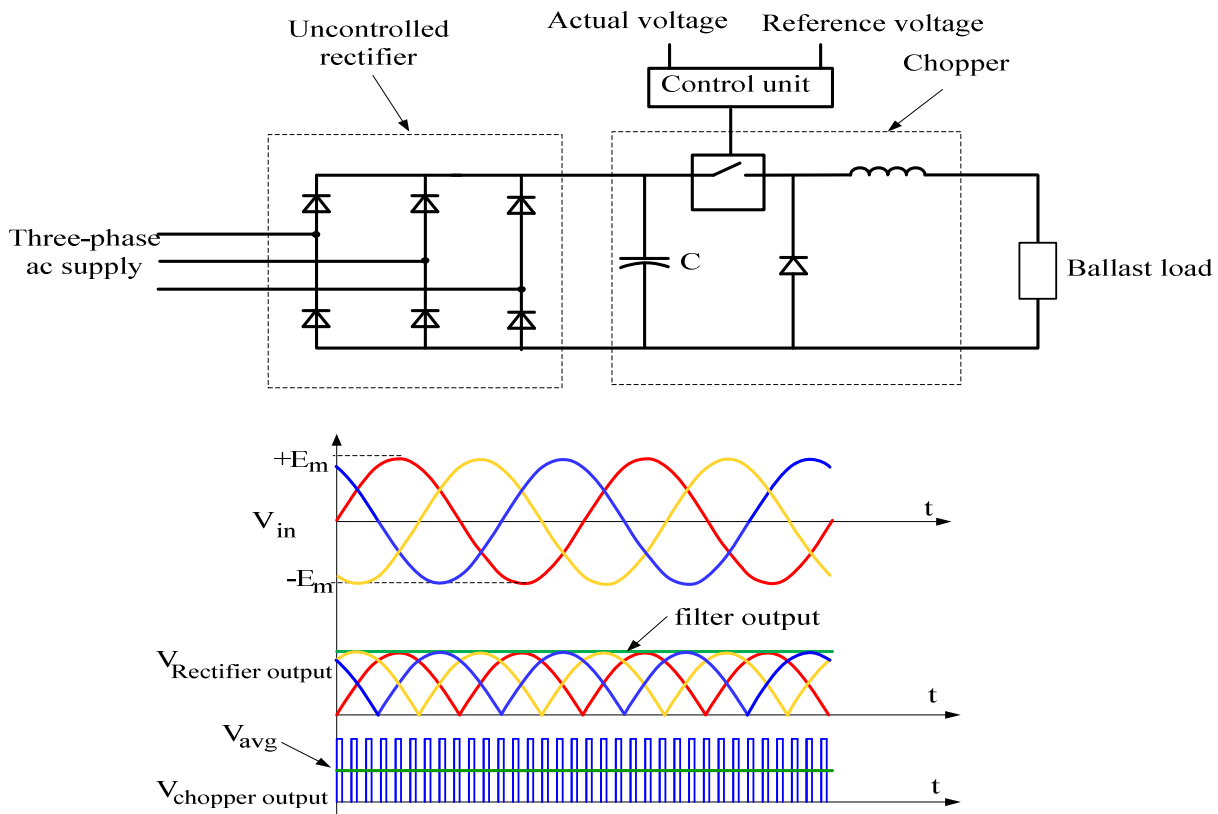 Actual voltage
Reference voltage
Uncontrolled
rectifier
Chopper
Control unit
Three-phase
ac supply
C
Ballast load
+Em
Vin
t
-Em
filter output
VRectifier output
t
Vavg
Vchopper output
t